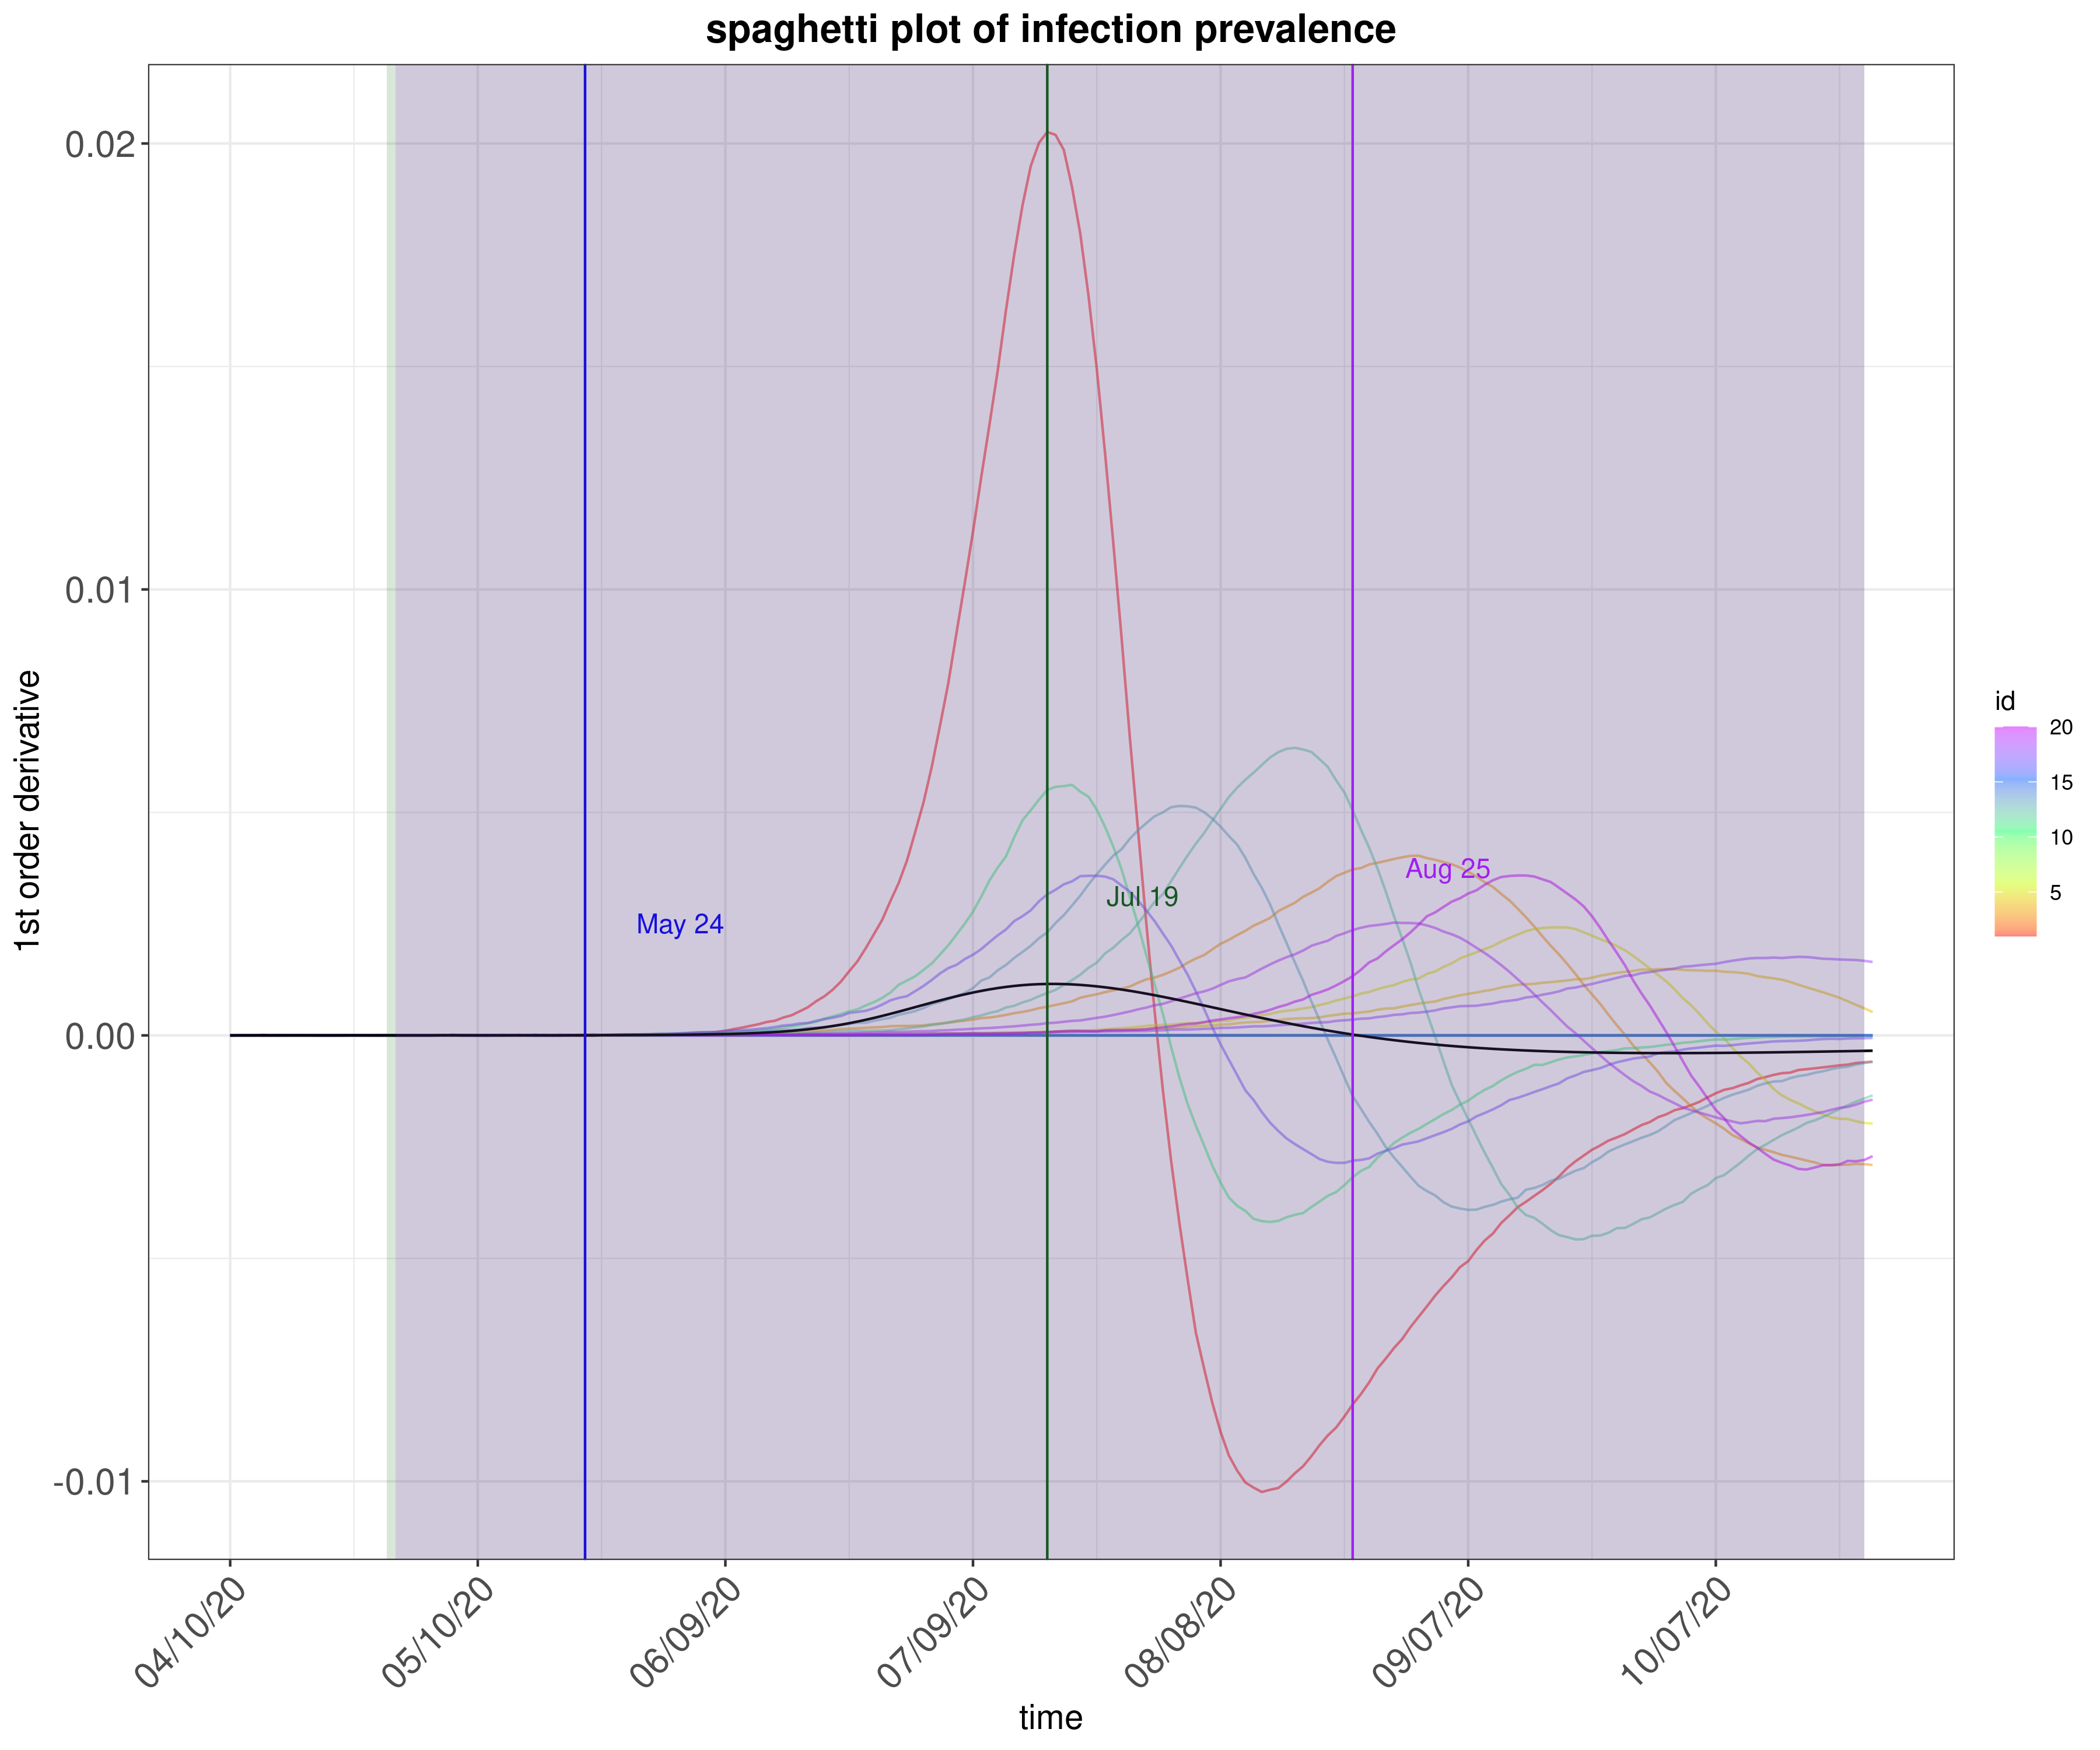 spaghetti plot of infection prevalence
1st order derivative
0.02
0.01
0.00
-0.01
May 24
Jul 19
Aug 25
04/10/20
05/10/20
06/09/20
07/09/20
08/08/20
09/07/20
10/07/20
time
id
20
15
10
5